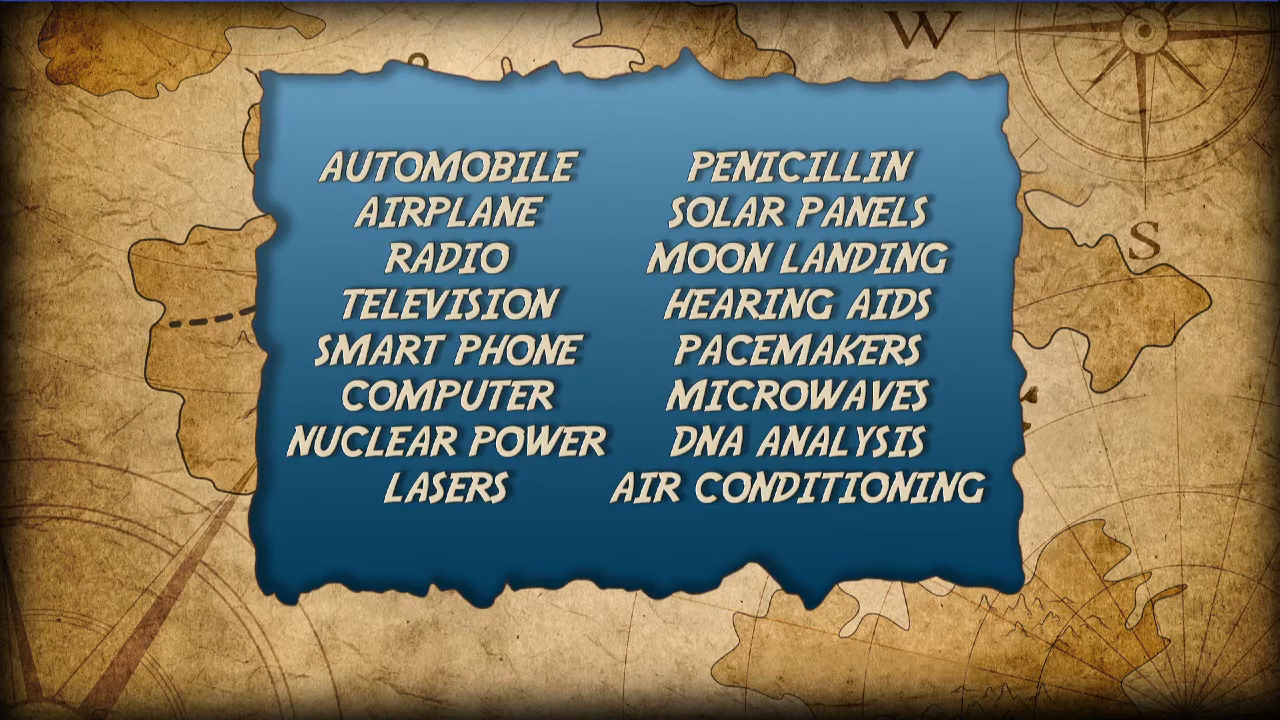 AUTOMOBILE
AIRPLANE
RADIO
TELEVISION
SMART PHONE
COMPUTER
NUCLEAR POWER
LASERS
PENICILLIN
SOLAR PANELS
MOON LANDING
HEARING AIDS
PACEMAKERS
MICROWAVES
DNA ANALYSIS
AIR CONDITIONING
W
S